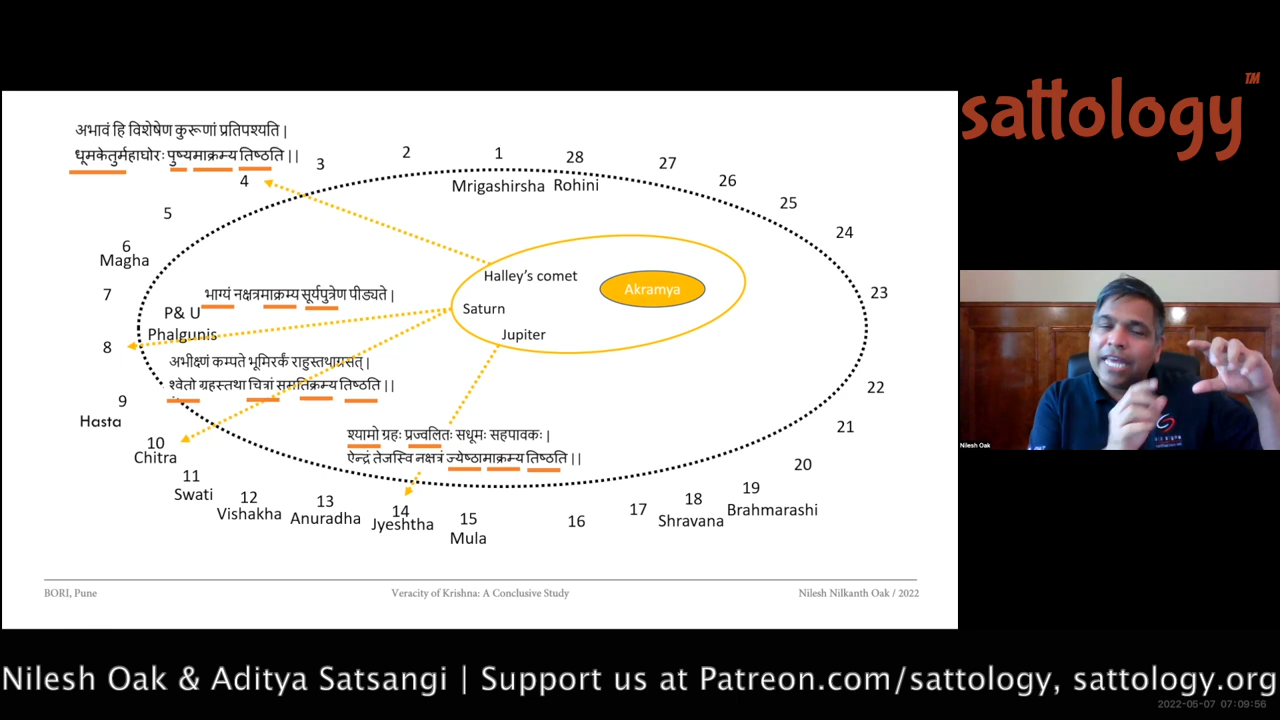 sattology™
अभावं हि विशेषेण कुरूणां प्रतिपश्यति |
धूमकेतुर्महाघोरः पुष्यमाक्रम्य तिष्ठति ||
1
2
3
4
5
6
Magha
7
P& U
Phalgunis
8
9
Hasta
10
Chitra
11
Swati
12
Vishakha
13
Anuradha
14
Jyeshtha
15
Mula
16
17
18
Shravana
19
Brahmarashi
20
21
22
23
24
25
26
27
28
Mrigashirsha Rohini
Halley's comet
Akramya
Saturn
Jupiter
भाग्यं नक्षत्रमाक्रम्य सूर्यपुत्रेण पीड्यते |
अभीक्ष्णं कम्पते भूमिरर्कं राहुस्तथाग्रसत् |
श्वेतो ग्रहस्तथा चित्रां समतिक्रम्य तिष्ठति ||
श्यामो ग्रहः प्रज्वलितः सधूमः सहपावकः |
ऐन्द्रं तेजस्वि नक्षत्रं ज्येष्ठामाक्रम्य तिष्ठति ||
BORI, Pune
Veracity of Krishna: A Conclusive Study
Nilesh Nilkanth Oak / 2022
Nilesh Oak
Nilesh Oak & Aditya Satsangi | Support us at Patreon.com/sattology, sattology.org
2022-05-07 07:09:56